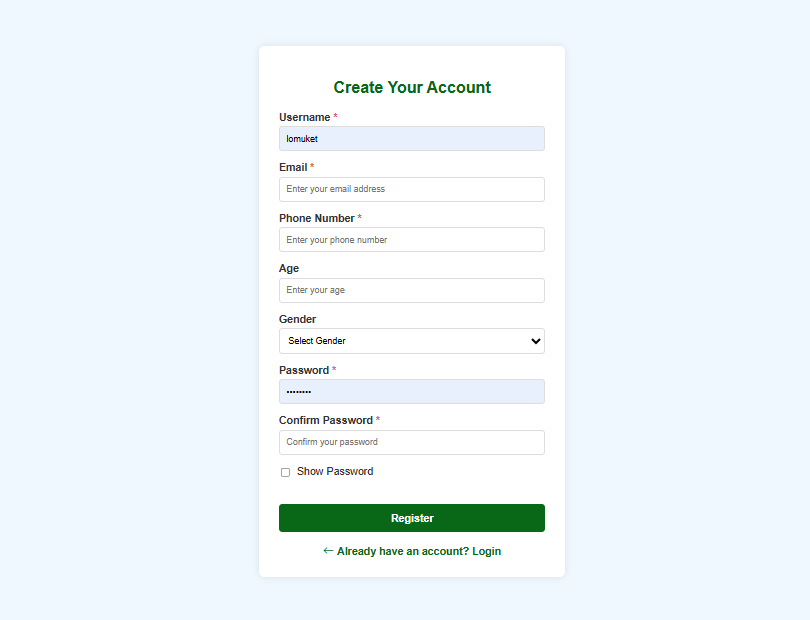 Create Your Account
Username *
lomuket
Email *
Enter your email address
Phone Number *
Enter your phone number
Age
Enter your age
Gender
Select Gender
Password *
••••••••
Confirm Password *
Confirm your password
Show Password
Register
← Already have an account? Login